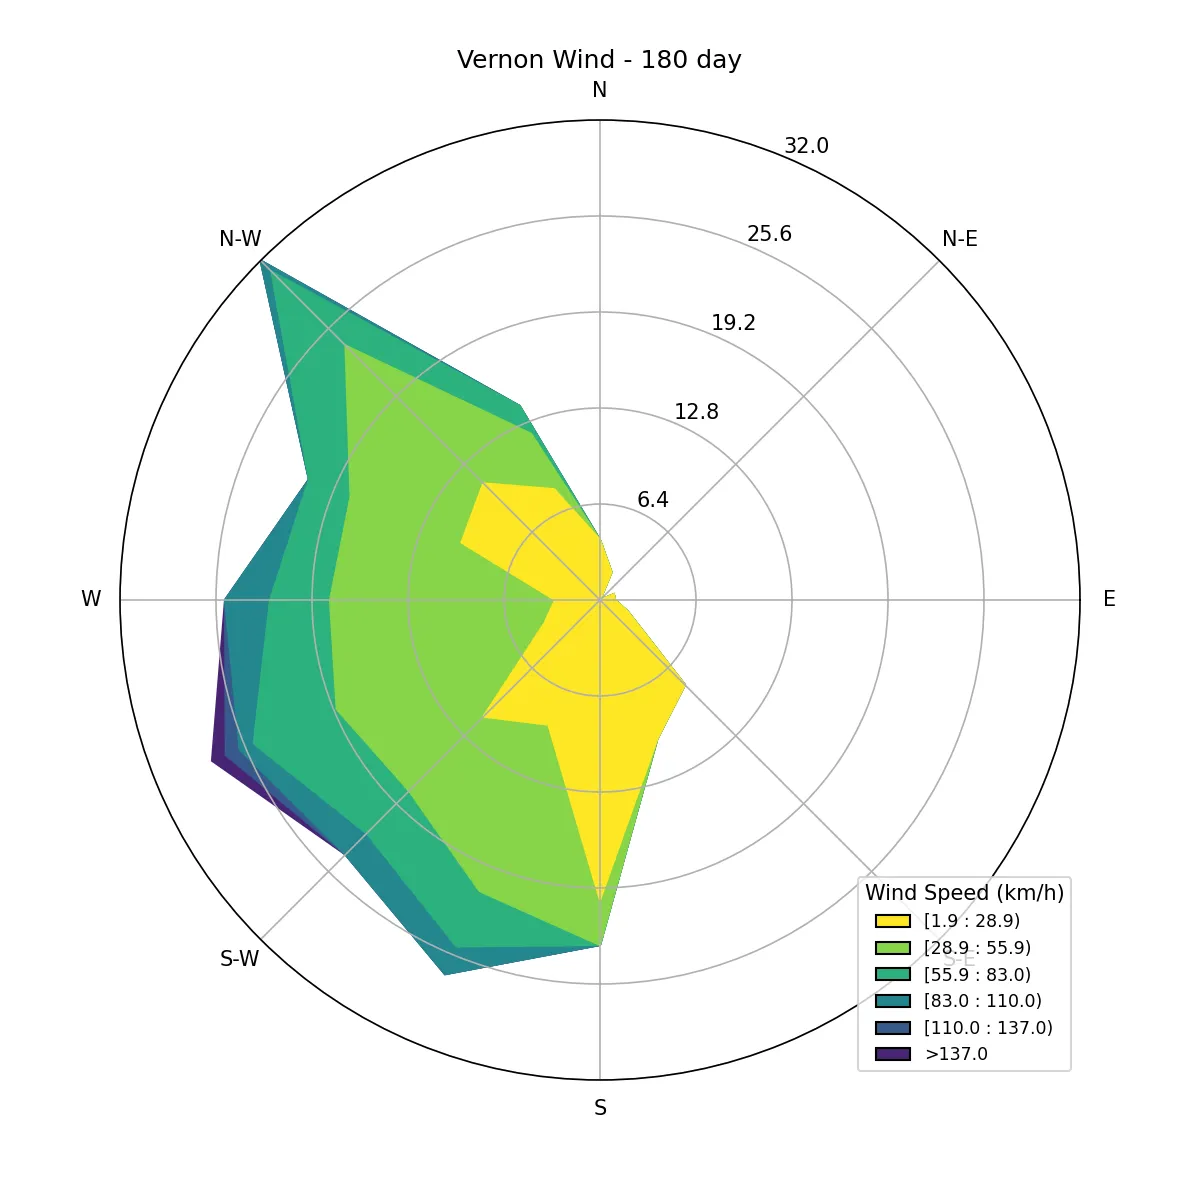 Vernon Wind - 180 day
N
32.0
N-W
N-E
25.6
19.2
12.8
6.4
W
E
S-W
S-E
S
Wind Speed (km/h)
[1.9 : 28.9)
[28.9 : 55.9)
[55.9 : 83.0)
[83.0 : 110.0)
[110.0 : 137.0)
>137.0